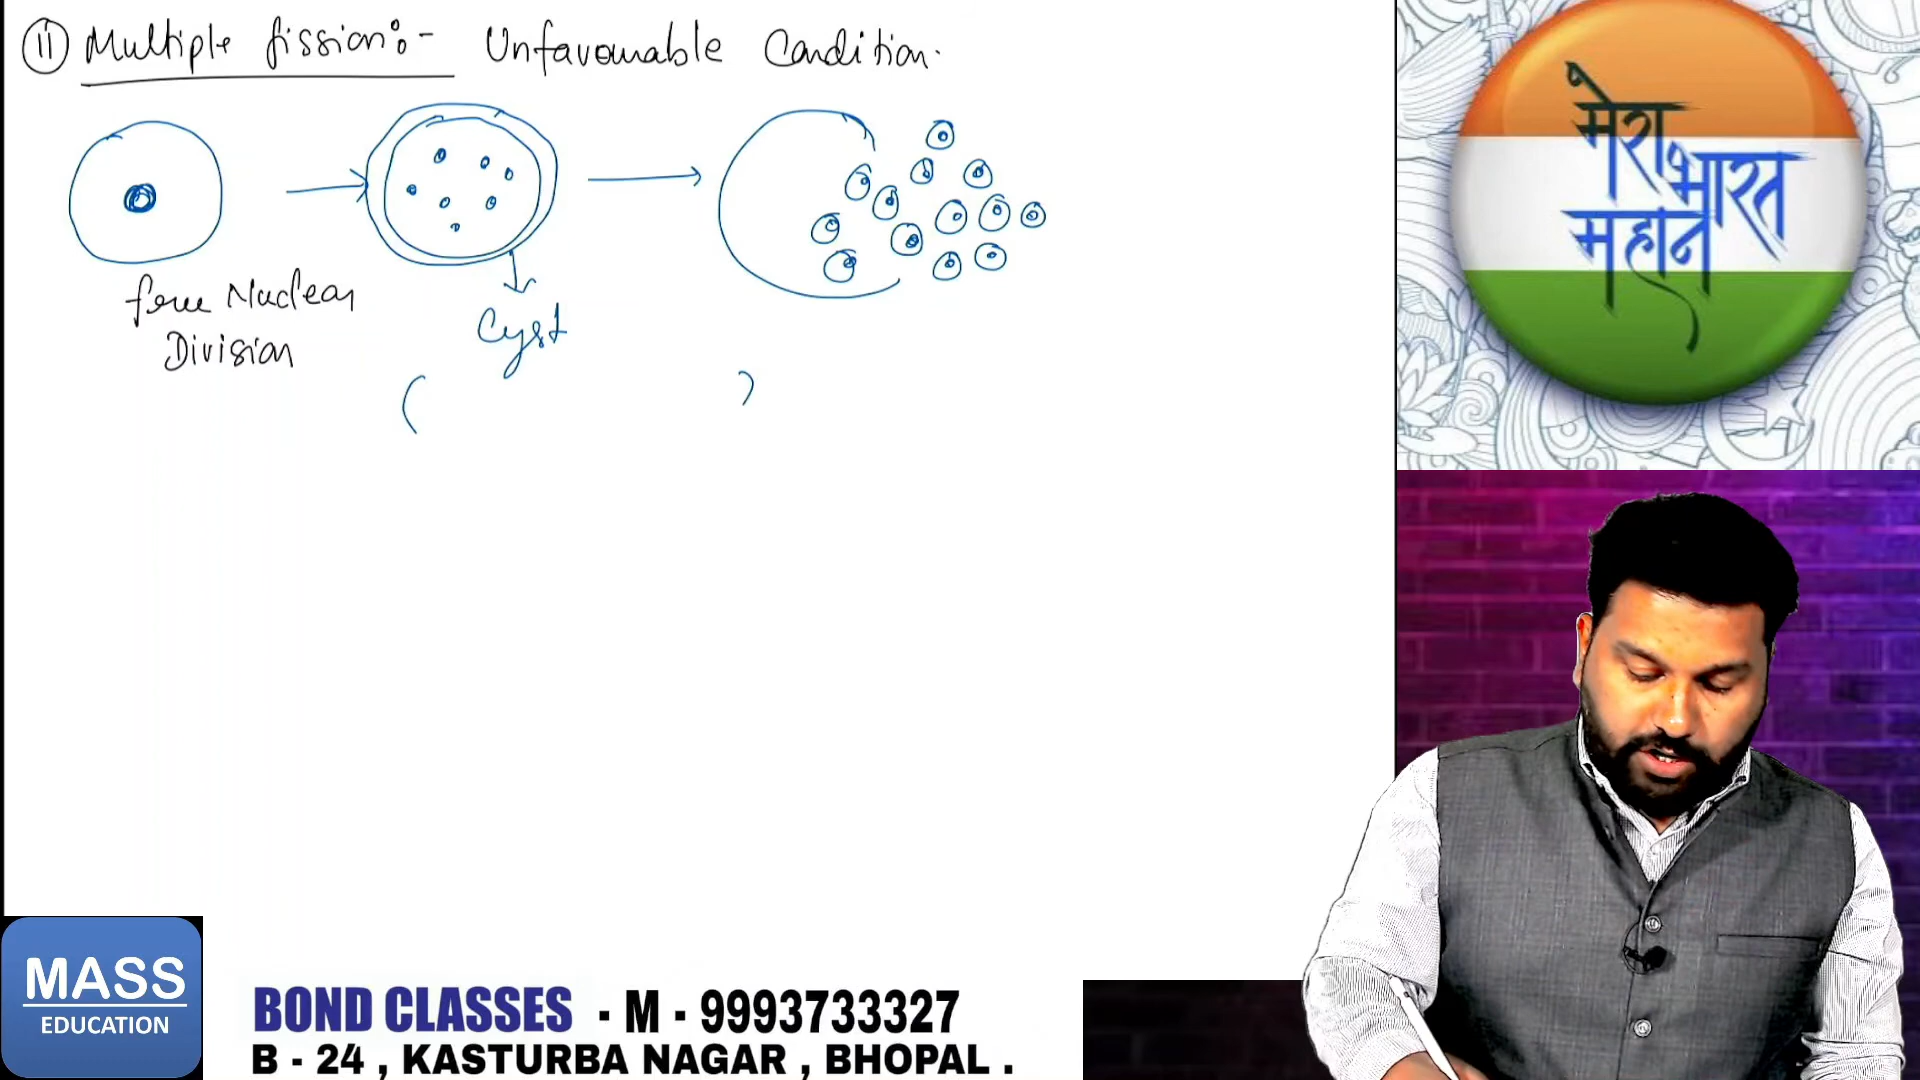 (ii) Multiple fission:- Unfavourable Condition.
free Nuclear
Division
Cyst
( )
मेरा
भारत
महान
MASS
EDUCATION
BOND CLASSES - M - 9993733327
B - 24 , KASTURBA NAGAR , BHOPAL .